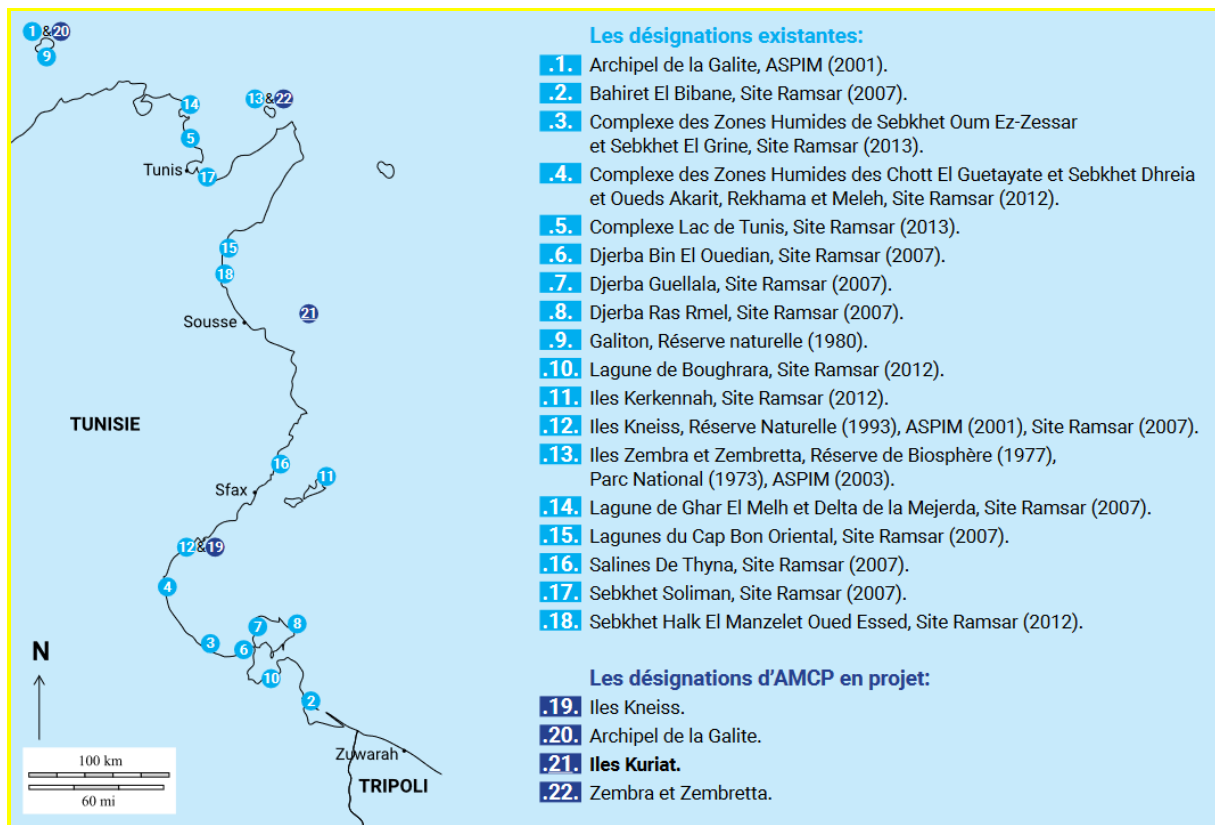 1&20
9
14
13&22
5
Tunis
17
15
18
21
Sousse
TUNISIE
16
11
Sfax
12&19
4
7
8
3
6
10
2
N
Zuwarah
TRIPOLI
100 km
60 mi
Les désignations existantes:
.1. Archipel de la Galite, ASPIM (2001).
.2. Bahiret El Bibane, Site Ramsar (2007).
.3. Complexe des Zones Humides de Sebkhet Oum Ez-Zessar
et Sebkhet El Grine, Site Ramsar (2013).
.4. Complexe des Zones Humides des Chott El Guetayate et Sebkhet Dhreia
et Oueds Akarit, Rekhama et Meleh, Site Ramsar (2012).
.5. Complexe Lac de Tunis, Site Ramsar (2013).
.6. Djerba Bin El Ouedian, Site Ramsar (2007).
.7. Djerba Guellala, Site Ramsar (2007).
.8. Djerba Ras Rmel, Site Ramsar (2007).
.9. Galiton, Réserve naturelle (1980).
.10. Lagune de Boughrara, Site Ramsar (2012).
.11. Iles Kerkennah, Site Ramsar (2012).
.12. Iles Kneiss, Réserve Naturelle (1993), ASPIM (2001), Site Ramsar (2007).
.13. Iles Zembra et Zembretta, Réserve de Biosphère (1977),
Parc National (1973), ASPIM (2003).
.14. Lagune de Ghar El Melh et Delta de la Mejerda, Site Ramsar (2007).
.15. Lagunes du Cap Bon Oriental, Site Ramsar (2007).
.16. Salines De Thyna, Site Ramsar (2007).
.17. Sebkhet Soliman, Site Ramsar (2007).
.18. Sebkhet Halk El Manzelet Oued Essed, Site Ramsar (2012).
Les désignations d'AMCP en projet:
.19. Iles Kneiss.
.20. Archipel de la Galite.
.21. Iles Kuriat.
.22. Zembra et Zembretta.